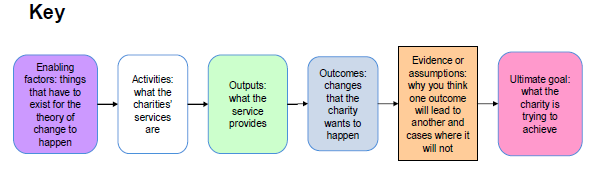 Key
Enabling
factors: things
that have to
exist for the
theory of
change to
happen
Activities:
what the
charities'
services
are
Outputs:
what the
service
provides
Outcomes:
changes
that the
charity
wants to
happen
Evidence or
assumptions:
why you think
one outcome
will lead to
another and
cases where it
will not
Ultimate goal:
what the
charity is
trying to
achieve